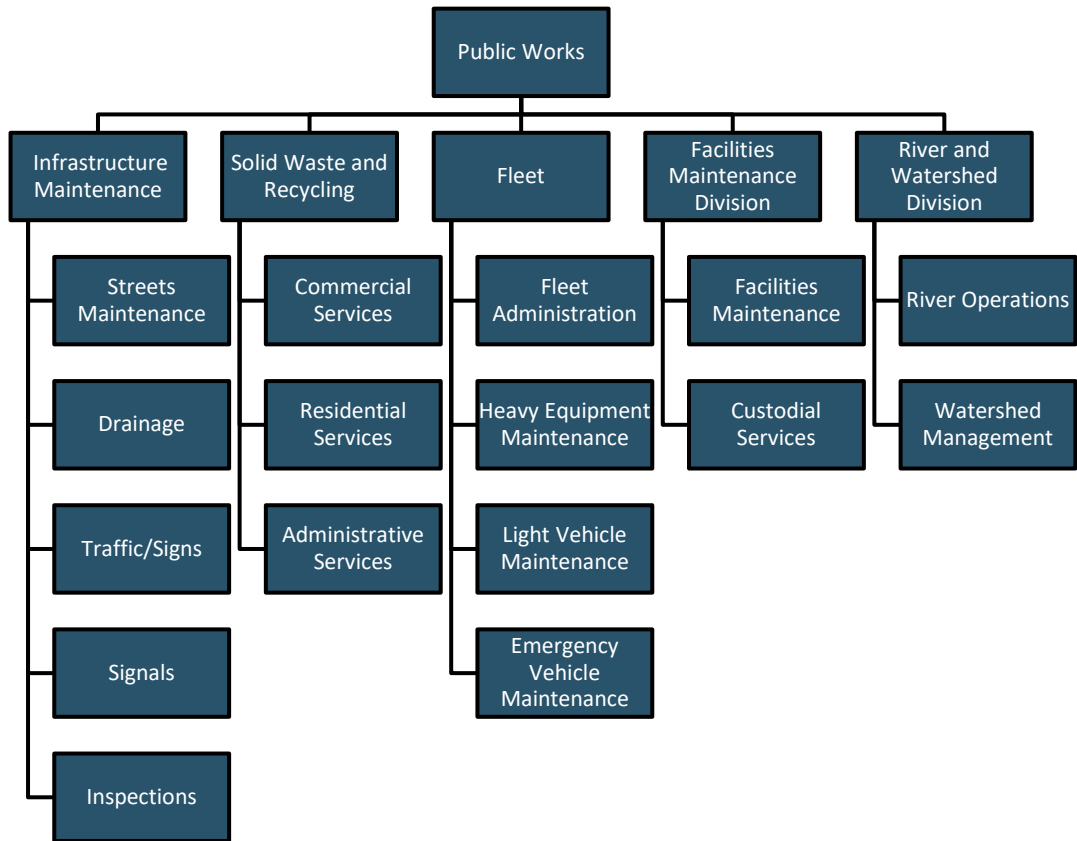 Public Works
Infrastructure
Maintenance
Solid Waste and
Recycling
Fleet
Facilities
Maintenance
Division
River and
Watershed
Division
Streets
Maintenance
Commercial
Services
Fleet
Administration
Facilities
Maintenance
River Operations
Drainage
Residential
Services
Heavy Equipment
Maintenance
Custodial
Services
Watershed
Management
Traffic/Signs
Administrative
Services
Light Vehicle
Maintenance
Signals
Emergency
Vehicle
Maintenance
Inspections